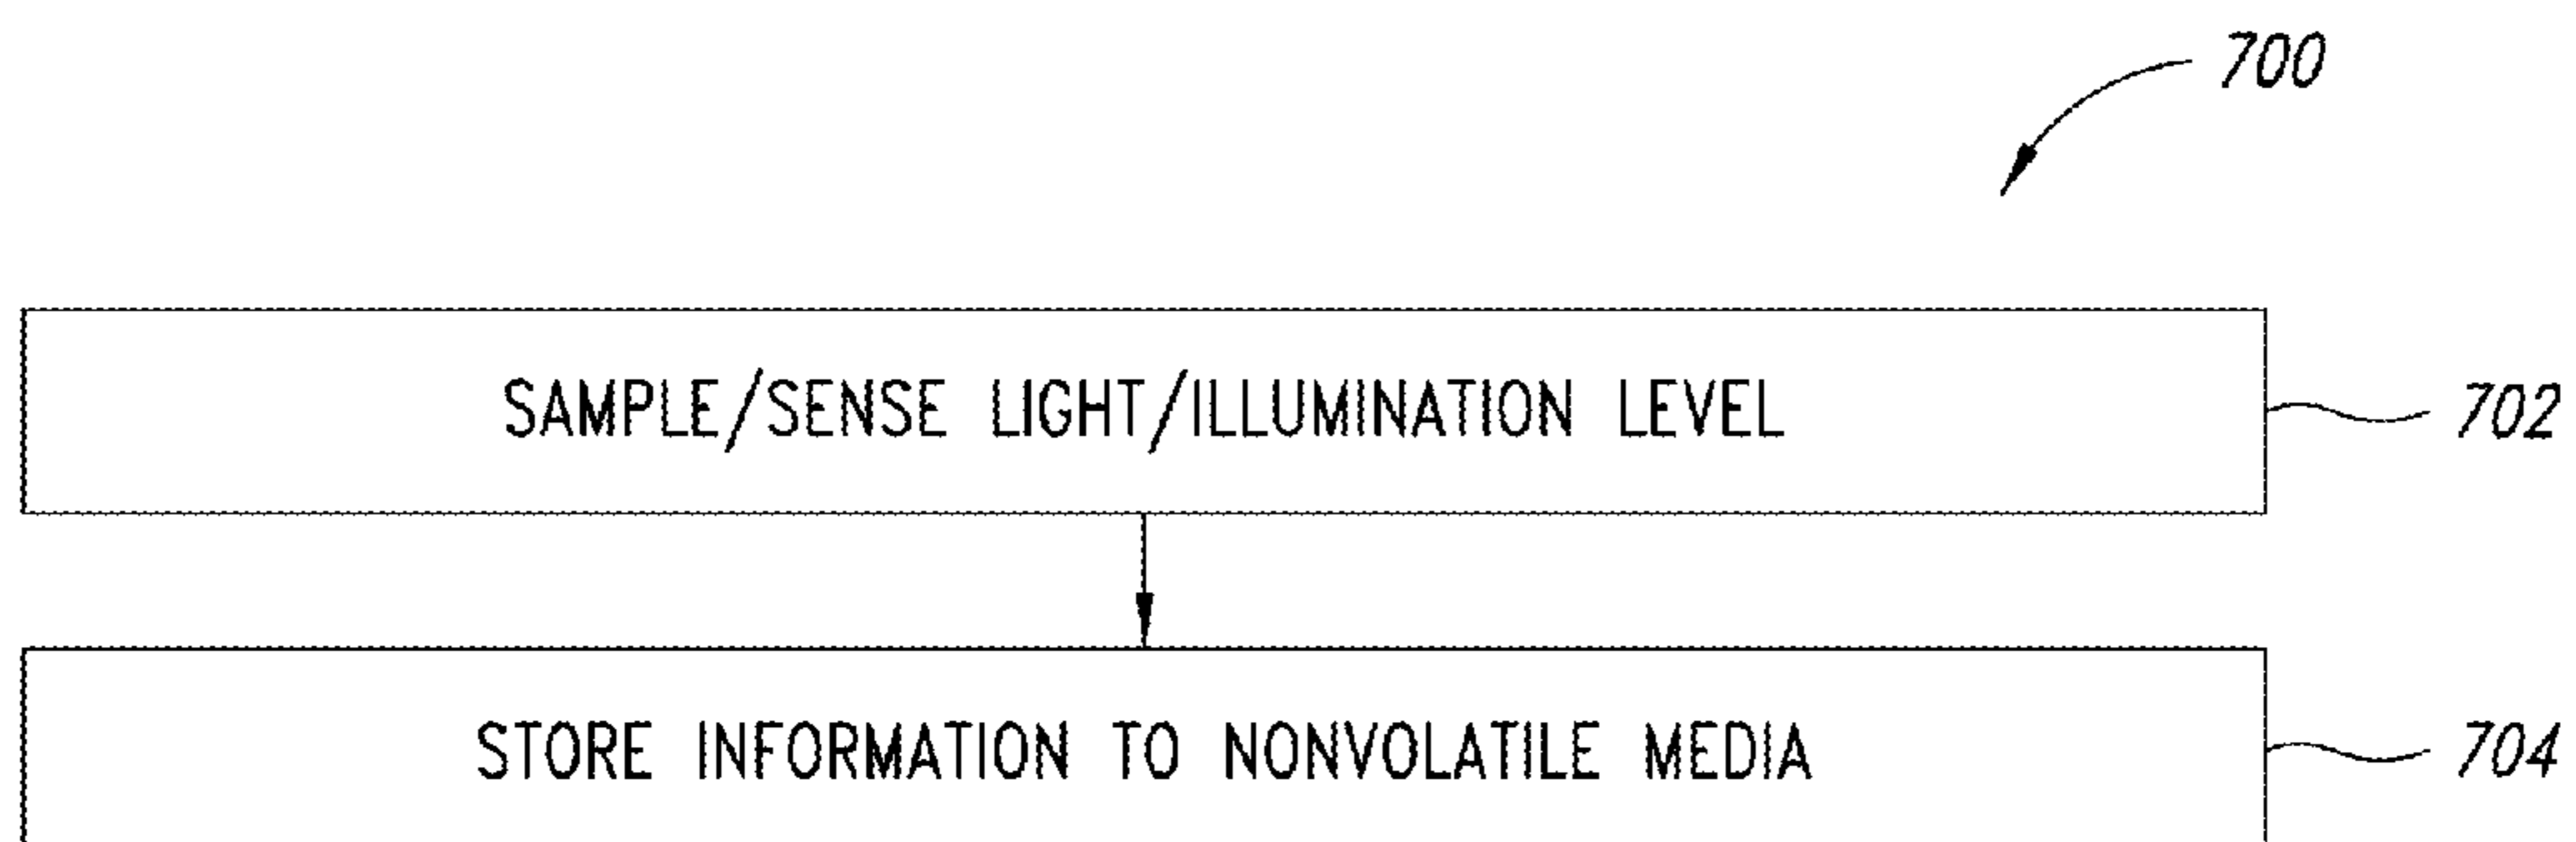 700
SAMPLE/SENSE LIGHT/ILLUMINATION LEVEL
702
STORE INFORMATION TO NONVOLATILE MEDIA
704